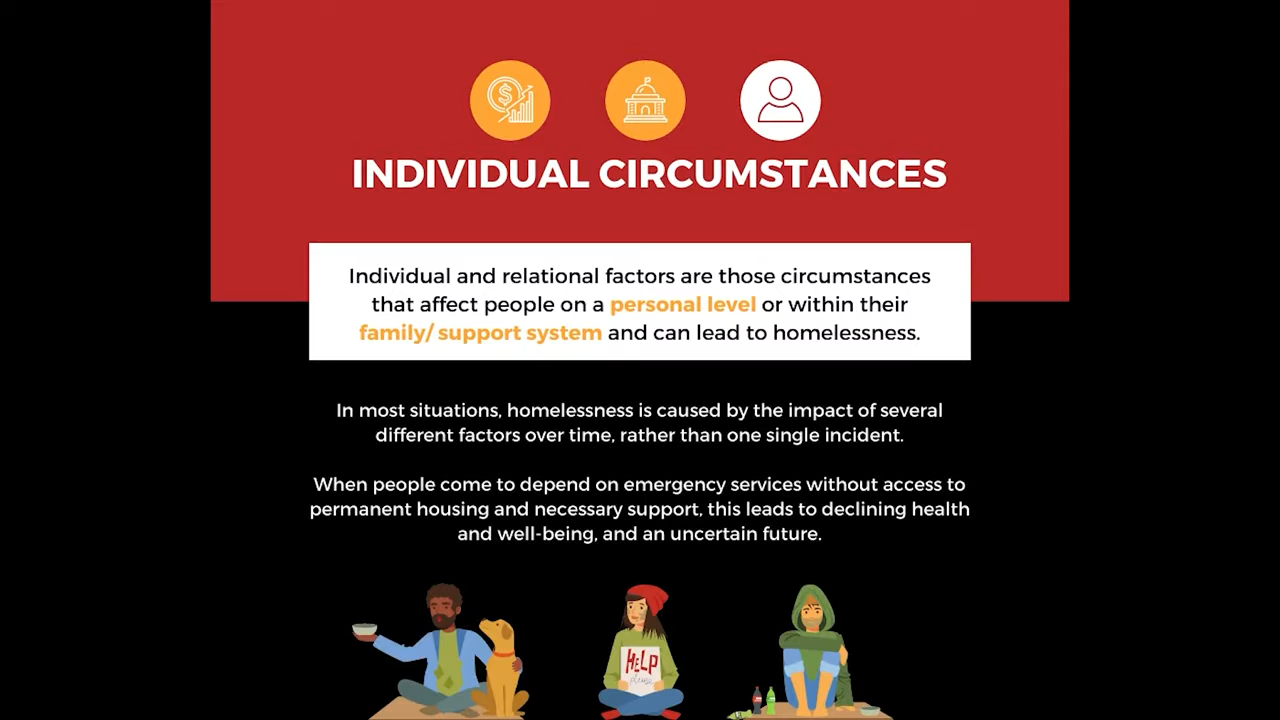 INDIVIDUAL CIRCUMSTANCES
Individual and relational factors are those circumstances
that affect people on a personal level or within their
family/ support system and can lead to homelessness.
In most situations, homelessness is caused by the impact of several
different factors over time, rather than one single incident.
When people come to depend on emergency services without access to
permanent housing and necessary support, this leads to declining health
and well-being, and an uncertain future.
HELP
please